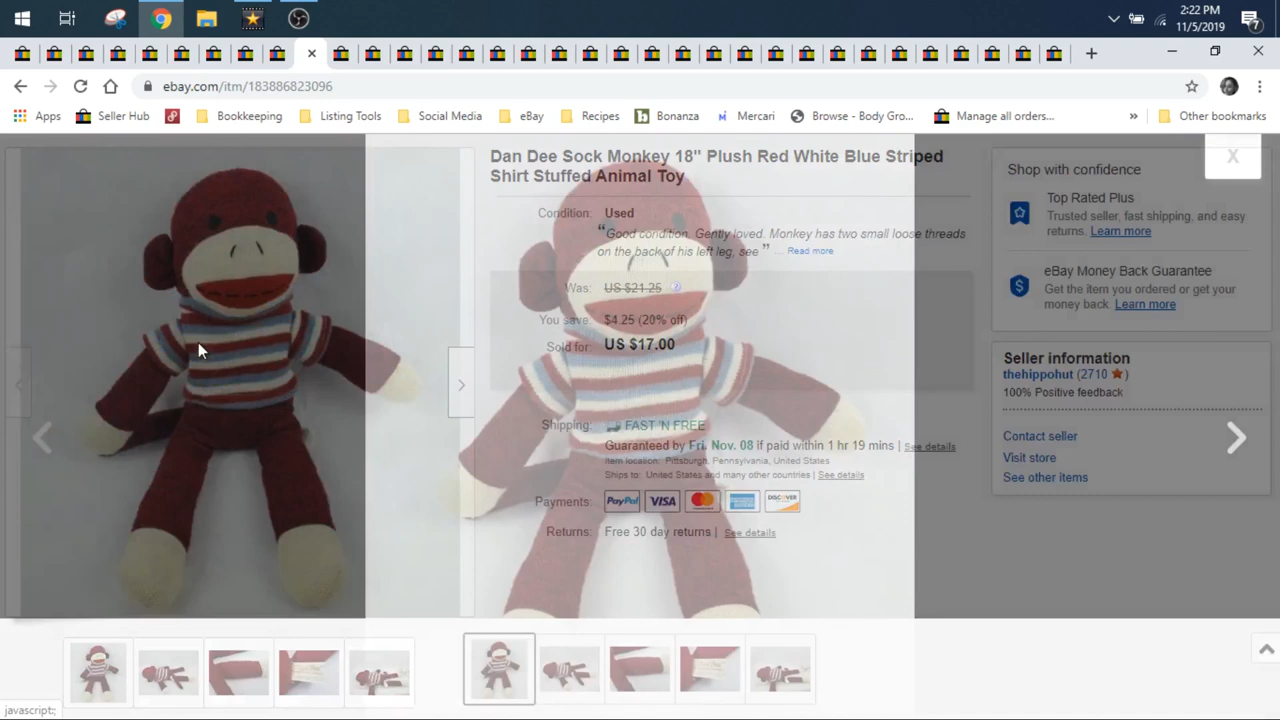 2:22 PM
11/5/2019
7
ebay.com/itm/183886823096
Apps
Seller Hub
Bookkeeping
Listing Tools
Social Media
eBay
Recipes
Bonanza
Mercari
Browse - Body Gro...
Manage all orders...
»
Other bookmarks
Dan Dee Sock Monkey 18" Plush Red White Blue Striped
Shirt Stuffed Animal Toy
Condition: Used
"Good condition. Gently loved. Monkey has two small loose threads
on the back of his left leg, see " ... Read more
Was: US $21.25
You save: $4.25 (20% off)
Sold for: US $17.00
Shipping: FAST 'N FREE
Guaranteed by Fri. Nov. 08 if paid within 1 hr 19 mins | See details
Item location: Pittsburgh, Pennsylvania, United States
Ships to: United States and many other countries | See details
Payments: PayPal VISA MasterCard DISCOVER
Returns: Free 30 day returns | See details
X
Shop with confidence
Top Rated Plus
Trusted seller, fast shipping, and easy
returns. Learn more
eBay Money Back Guarantee
Get the item you ordered or get your
money back. Learn more
Seller information
thehippohut (2710 )
100% Positive feedback
Contact seller
Visit store
See other items
javascript:;